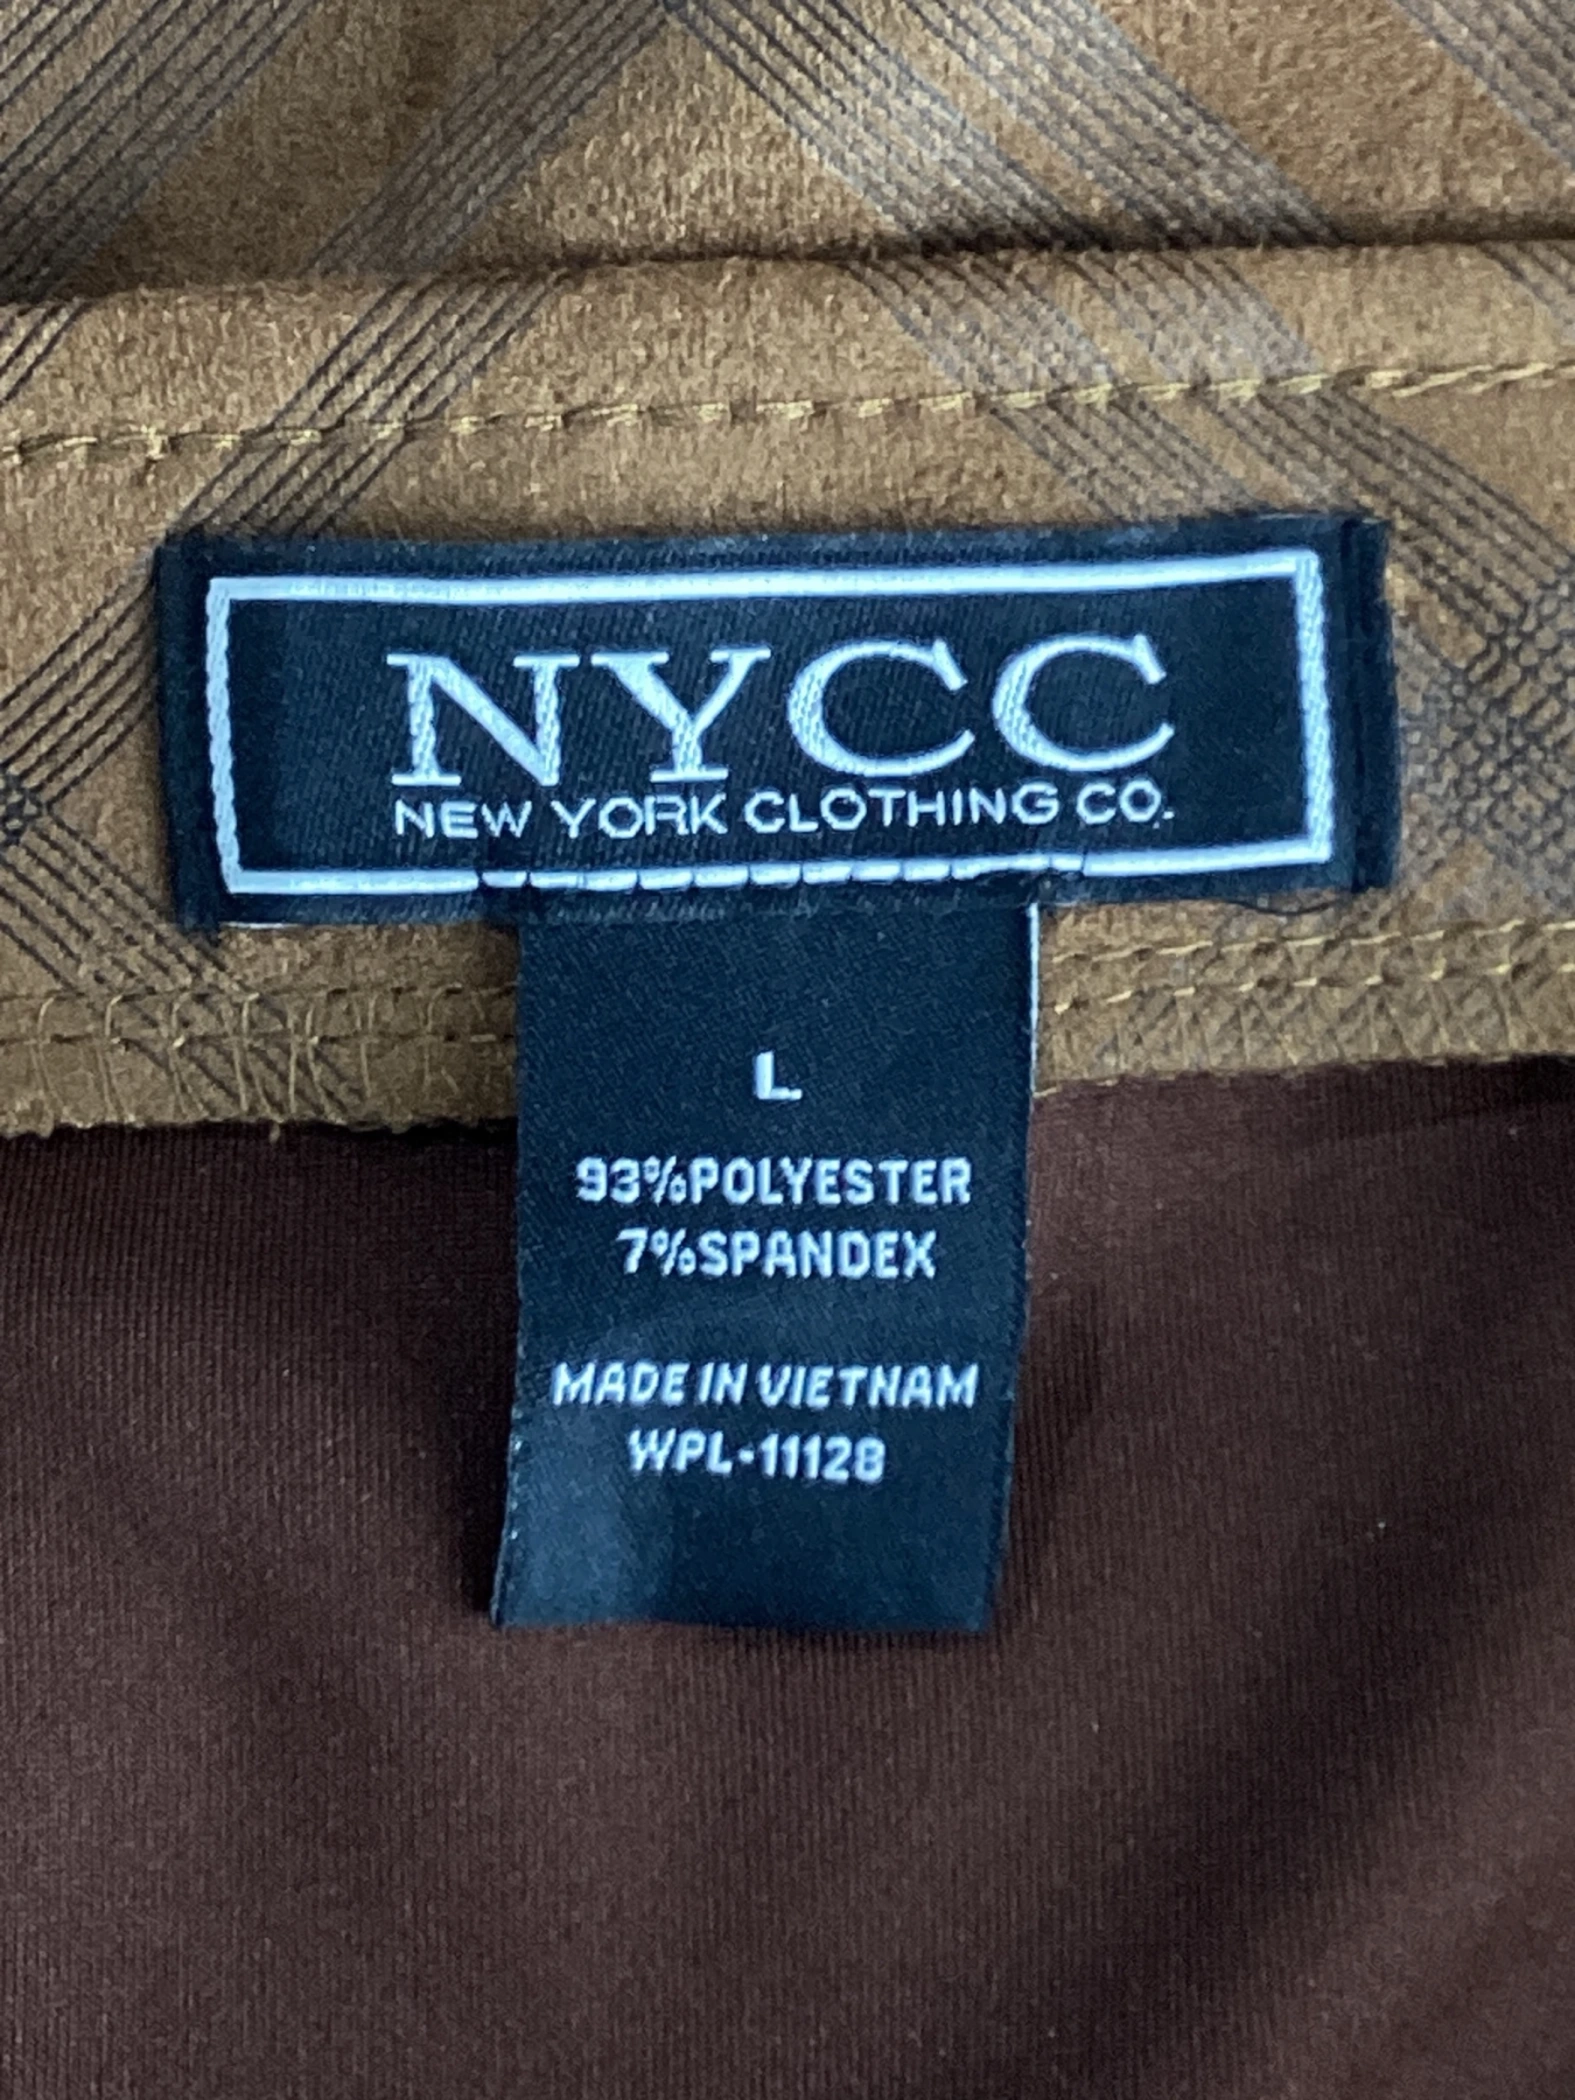 NYCC
NEW YORK CLOTHING CO.
L
93%POLYESTER
7%SPANDEX
MADE IN VIETNAM
WPL-11128